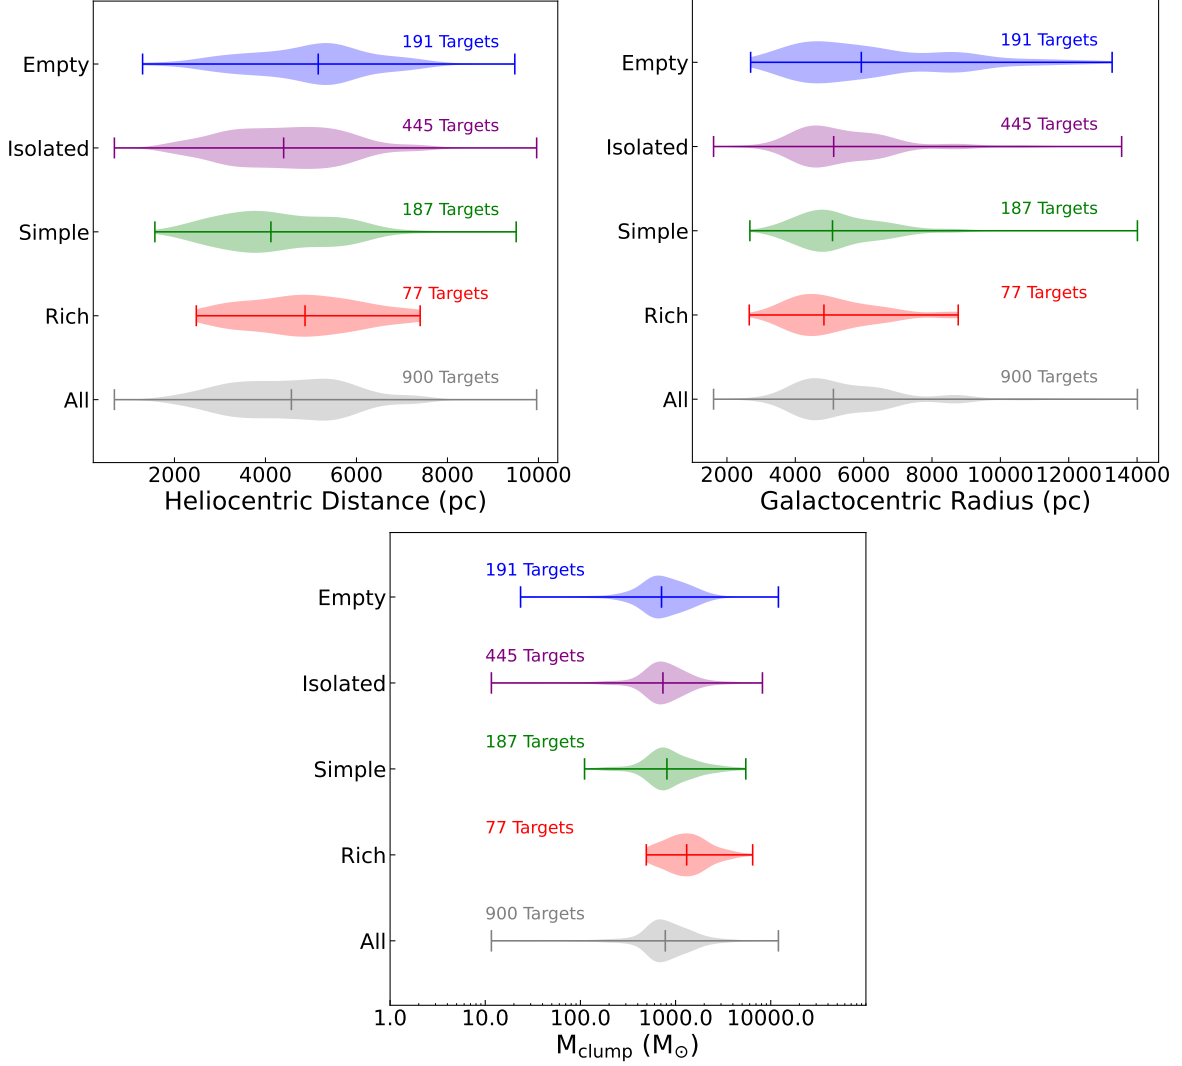 191 Targets
Empty
445 Targets
Isolated
187 Targets
Simple
77 Targets
Rich
900 Targets
All
2000 4000 6000 8000 10000
Heliocentric Distance (pc)
191 Targets
Empty
445 Targets
Isolated
187 Targets
Simple
77 Targets
Rich
900 Targets
All
2000 4000 6000 8000 10000 12000 14000
Galactocentric Radius (pc)
191 Targets
Empty
445 Targets
Isolated
187 Targets
Simple
77 Targets
Rich
900 Targets
All
1.0 10.0 100.0 1000.0 10000.0
M_clump (M_⊙)